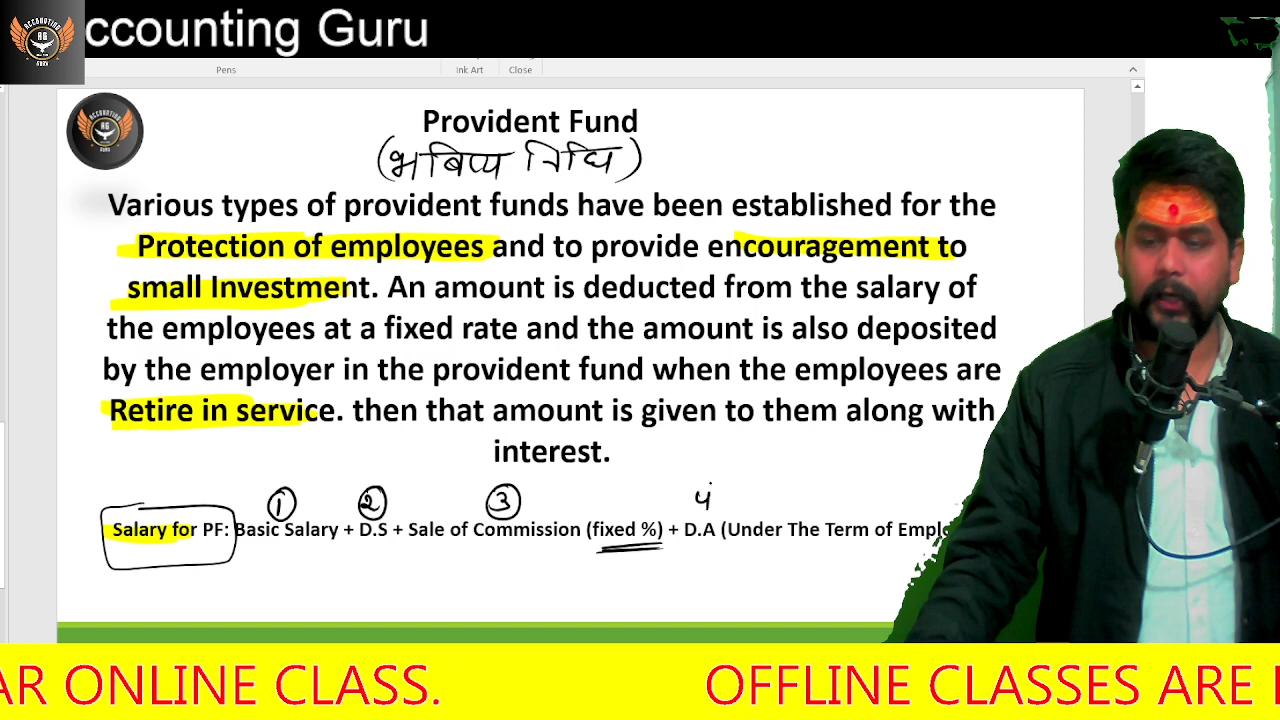 ccounting Guru
Pens
Ink Art
Close
ACCOUNTING
AG
GURU
Provident Fund
(भविष्य निधि)
Various types of provident funds have been established for the
Protection of employees and to provide encouragement to
small Investment. An amount is deducted from the salary of
the employees at a fixed rate and the amount is also deposited
by the employer in the provident fund when the employees are
Retire in service. then that amount is given to them along with
interest.
1 2 3 4
Salary for PF: Basic Salary + D.S + Sale of Commission (fixed %) + D.A (Under The Term of Emplo
AR ONLINE CLASS. OFFLINE CLASSES ARE